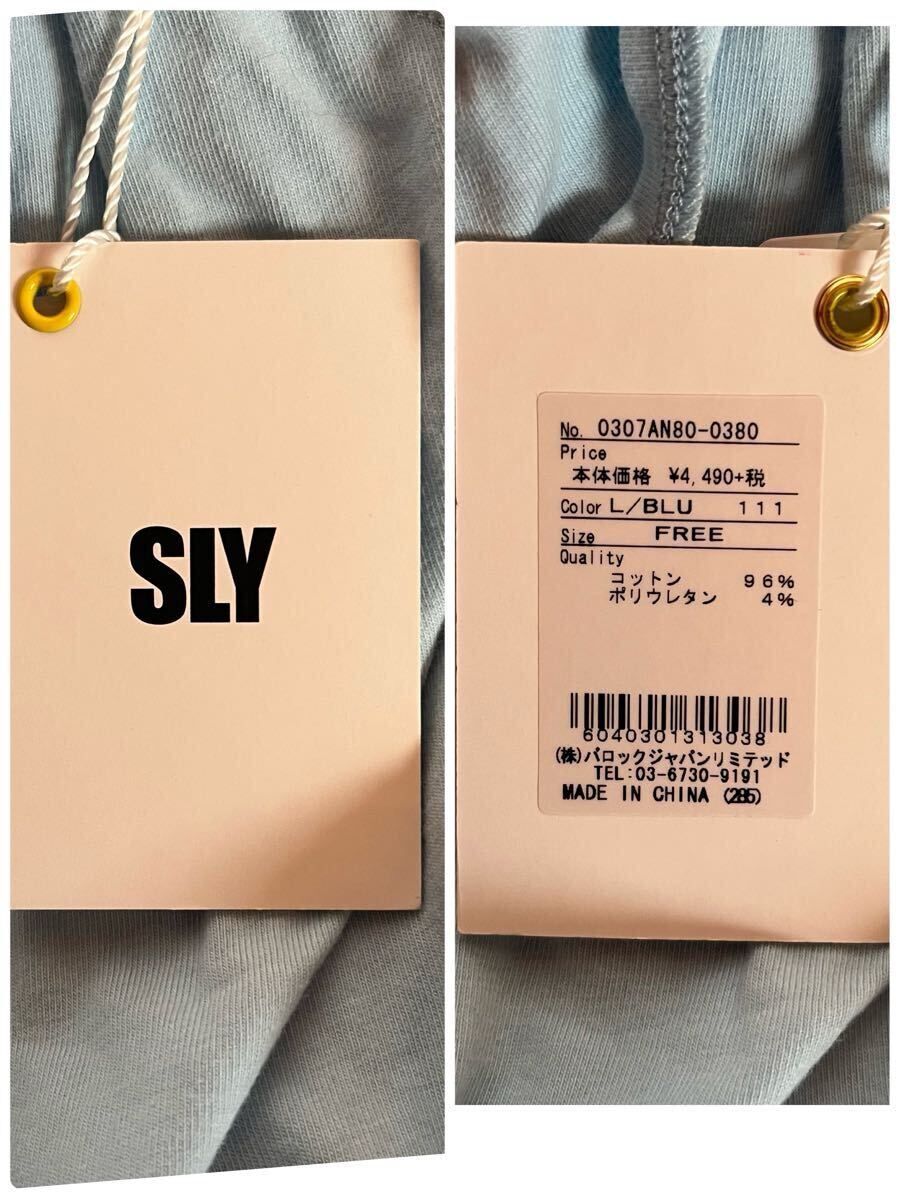 SLY
No. 0307AN80-0380
Price
本体価格 ¥4,490+税
Color L/BLU 111
Size FREE
Quality
コットン 96%
ポリウレタン 4%
6040301313038
(株)バロックジャパンリミテッド
TEL:03-6730-9191
MADE IN CHINA (285)